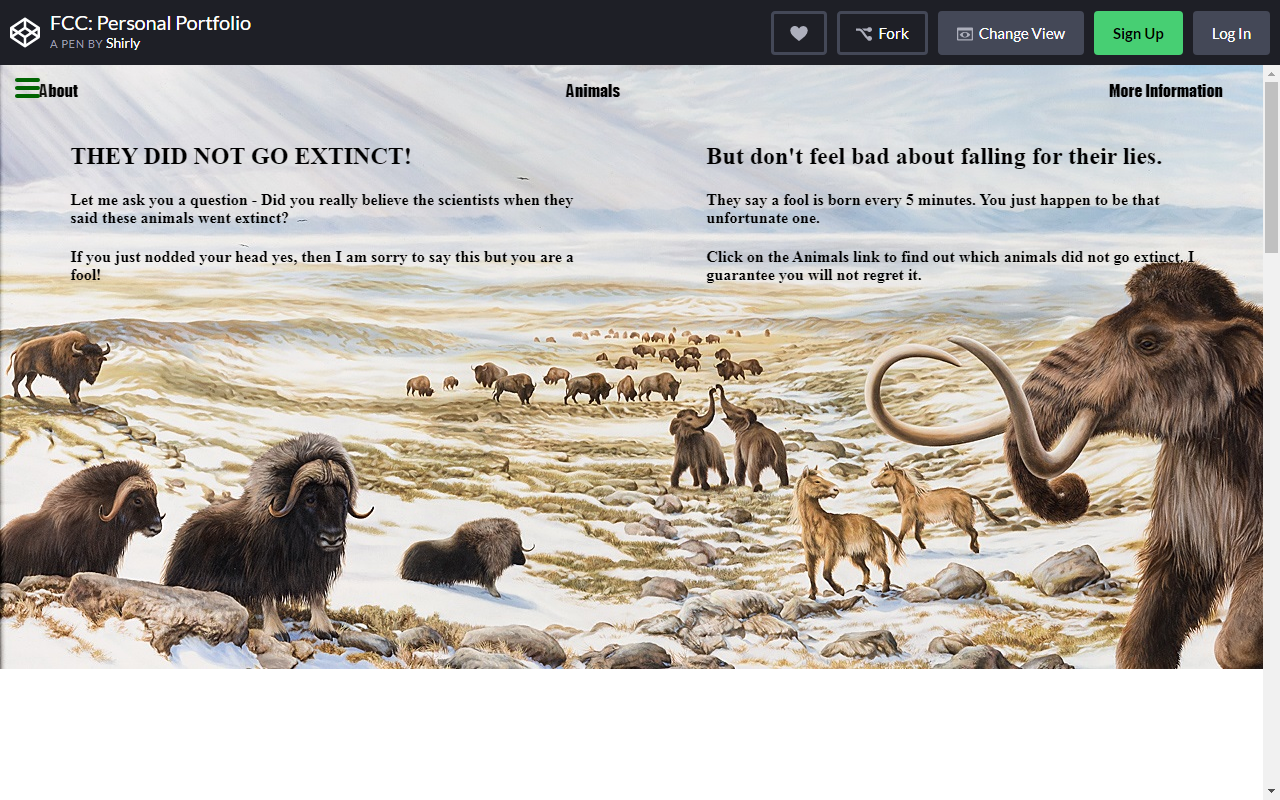 FCC: Personal Portfolio
A PEN BY Shirly
Fork
Change View
Sign Up
Log In
About
Animals
More Information
THEY DID NOT GO EXTINCT!
Let me ask you a question - Did you really believe the scientists when they
said these animals went extinct?
If you just nodded your head yes, then I am sorry to say this but you are a
fool!
But don't feel bad about falling for their lies.
They say a fool is born every 5 minutes. You just happen to be that
unfortunate one.
Click on the Animals link to find out which animals did not go extinct. I
guarantee you will not regret it.